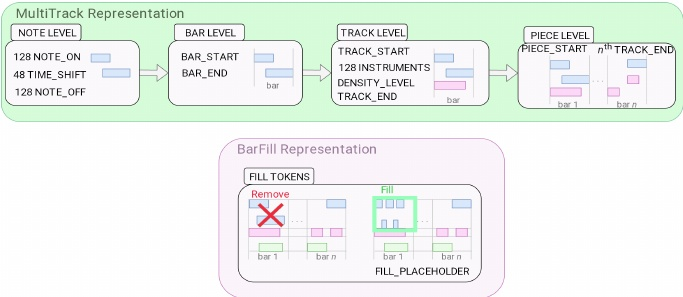 MultiTrack Representation
NOTE LEVEL
128 NOTE_ON
48 TIME_SHIFT
128 NOTE_OFF
BAR LEVEL
BAR_START
BAR_END
bar
TRACK LEVEL
TRACK_START
128 INSTRUMENTS
DENSITY_LEVEL
TRACK_END
bar
PIECE LEVEL
PIECE_START nth TRACK_END
...
bar 1 bar n
BarFill Representation
FILL TOKENS
Remove
...
bar 1 bar n
Fill
...
bar 1 bar n
FILL_PLACEHOLDER